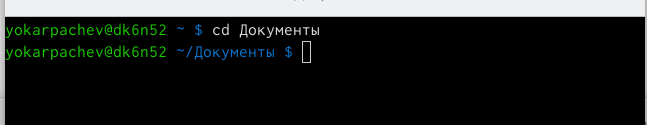 yokarpachev@dk6n52 ~ $ cd Документы
yokarpachev@dk6n52 ~/Документы $